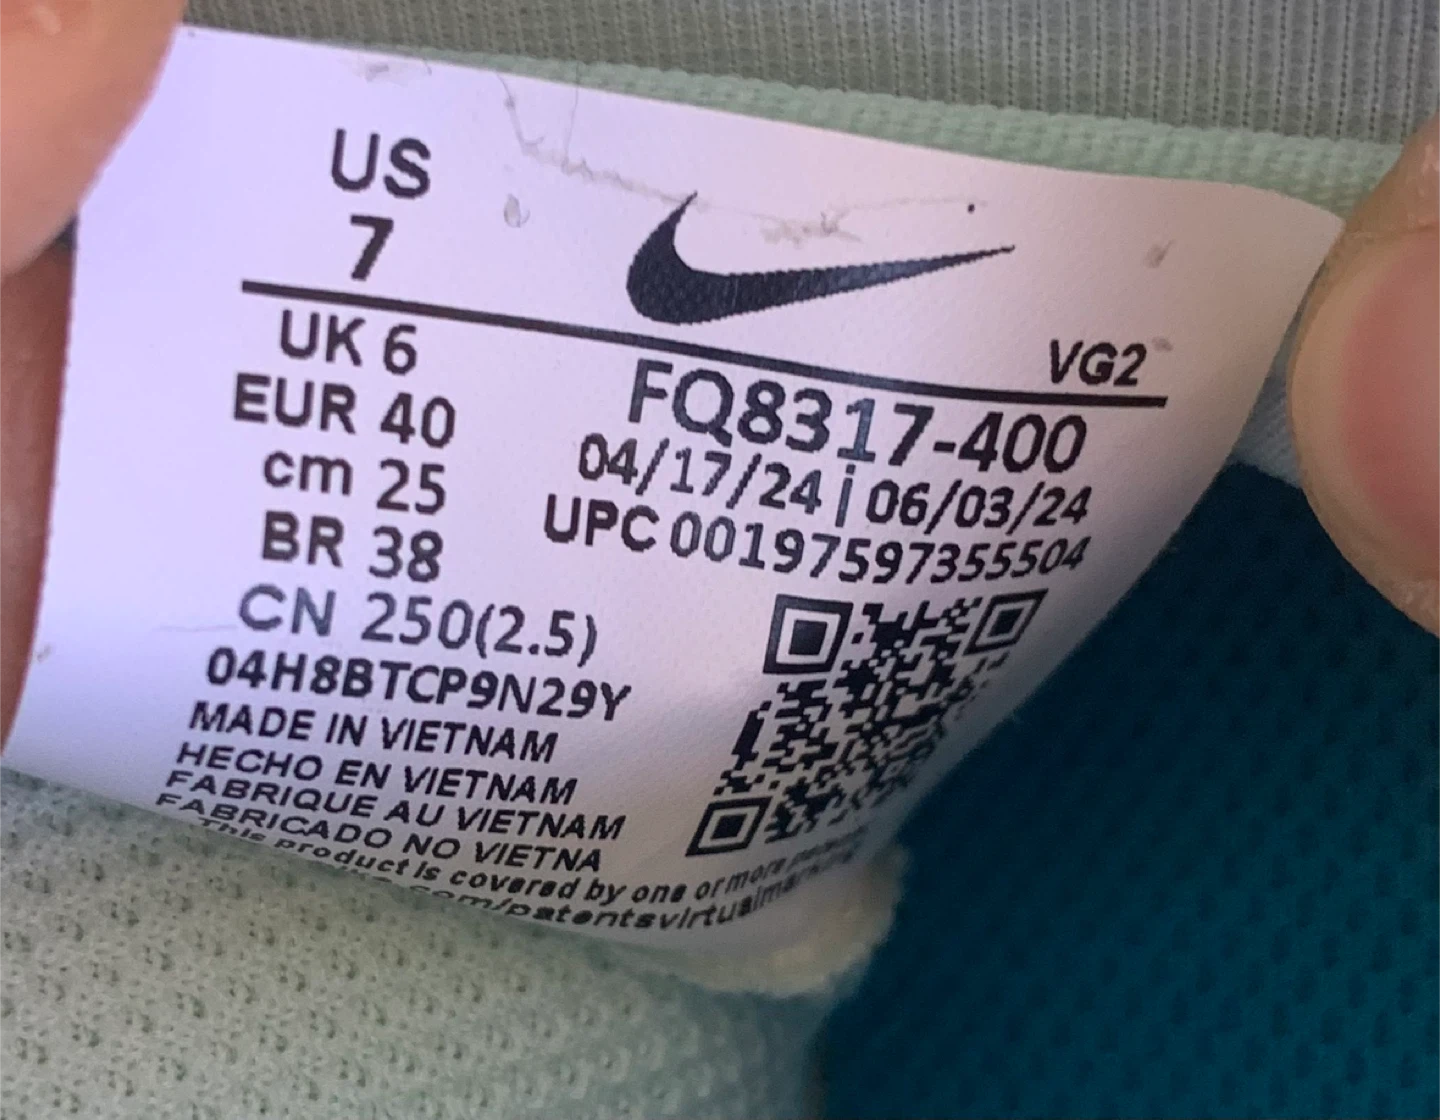 US
7
VG2
UK 6
EUR 40
cm 25
BR 38
CN 250(2.5)
FQ8317-400
04/17/24 | 06/03/24
UPC 00197597355504
04H8BTCP9N29Y
MADE IN VIETNAM
HECHO EN VIETNAM
FABRIQUE AU VIETNAM
FABRICADO NO VIETNA
This product is covered by one or more
com/patentsvirtualmarking